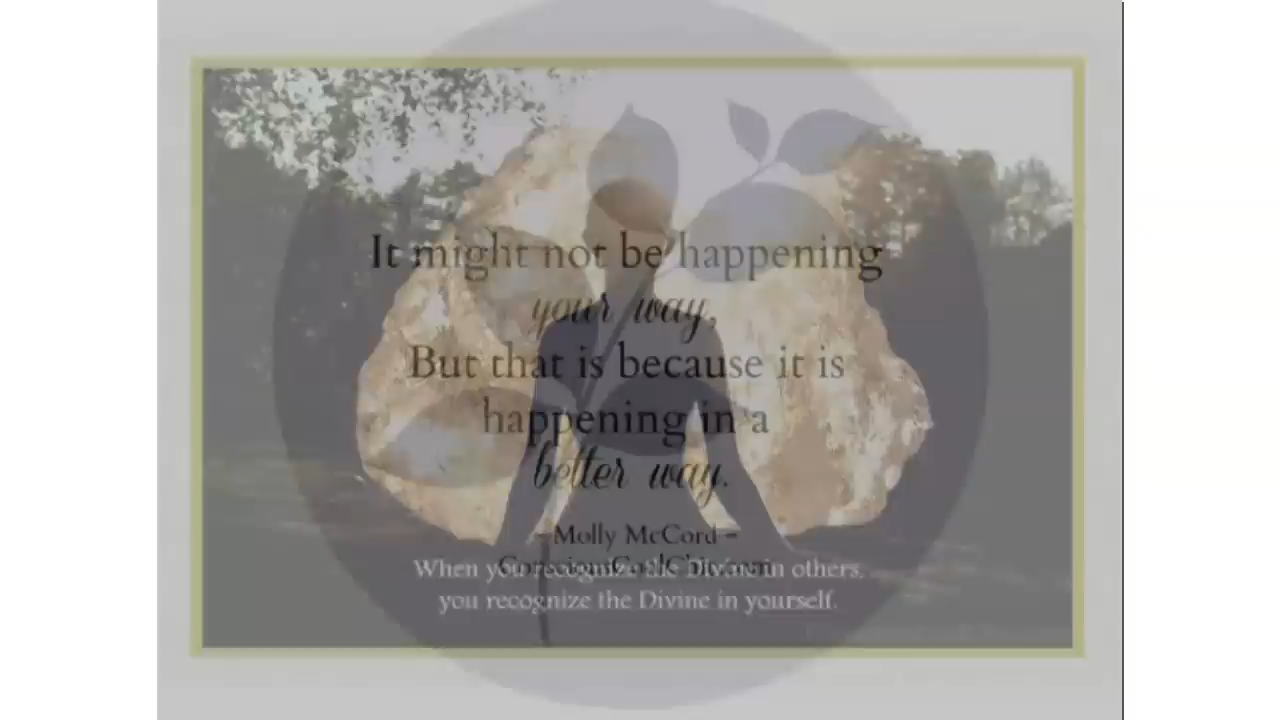 It might not be happening
your way,
But that is because it is
happening in a
better way.
- Molly McCord -
When you recognize the Divine in others,
you recognize the Divine in yourself.